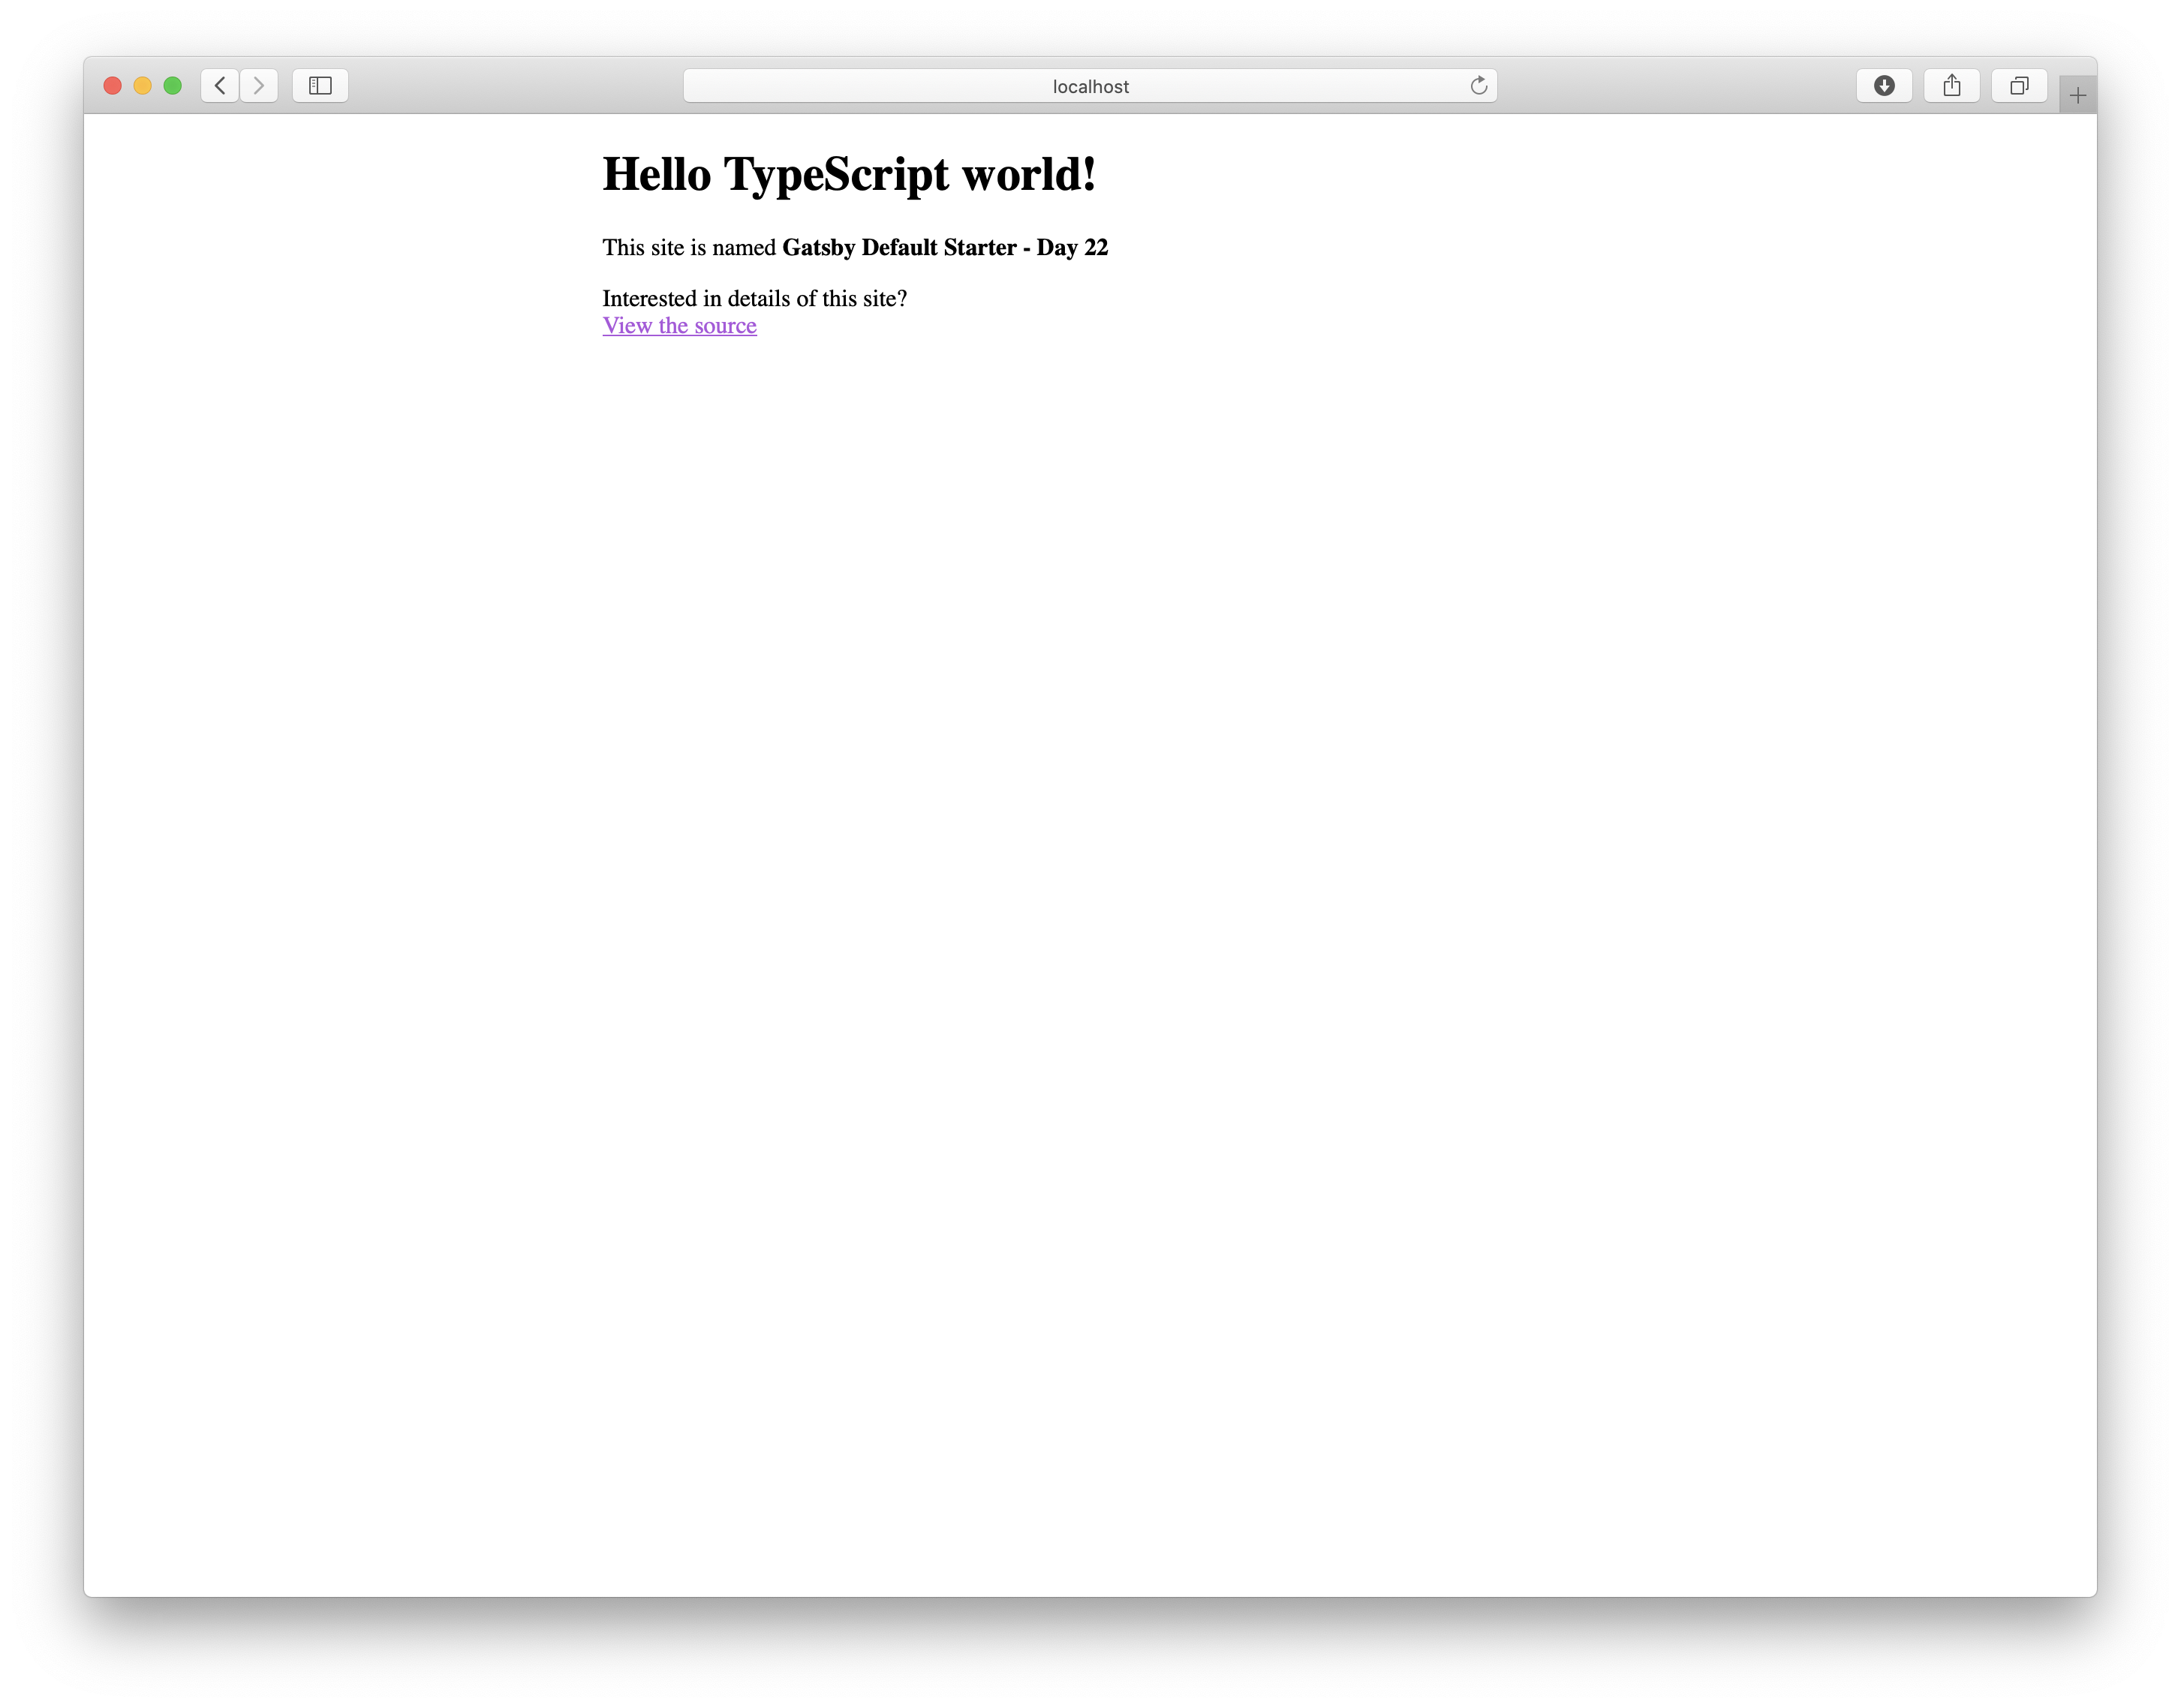 localhost
Hello TypeScript world!
This site is named Gatsby Default Starter - Day 22
Interested in details of this site?
View the source